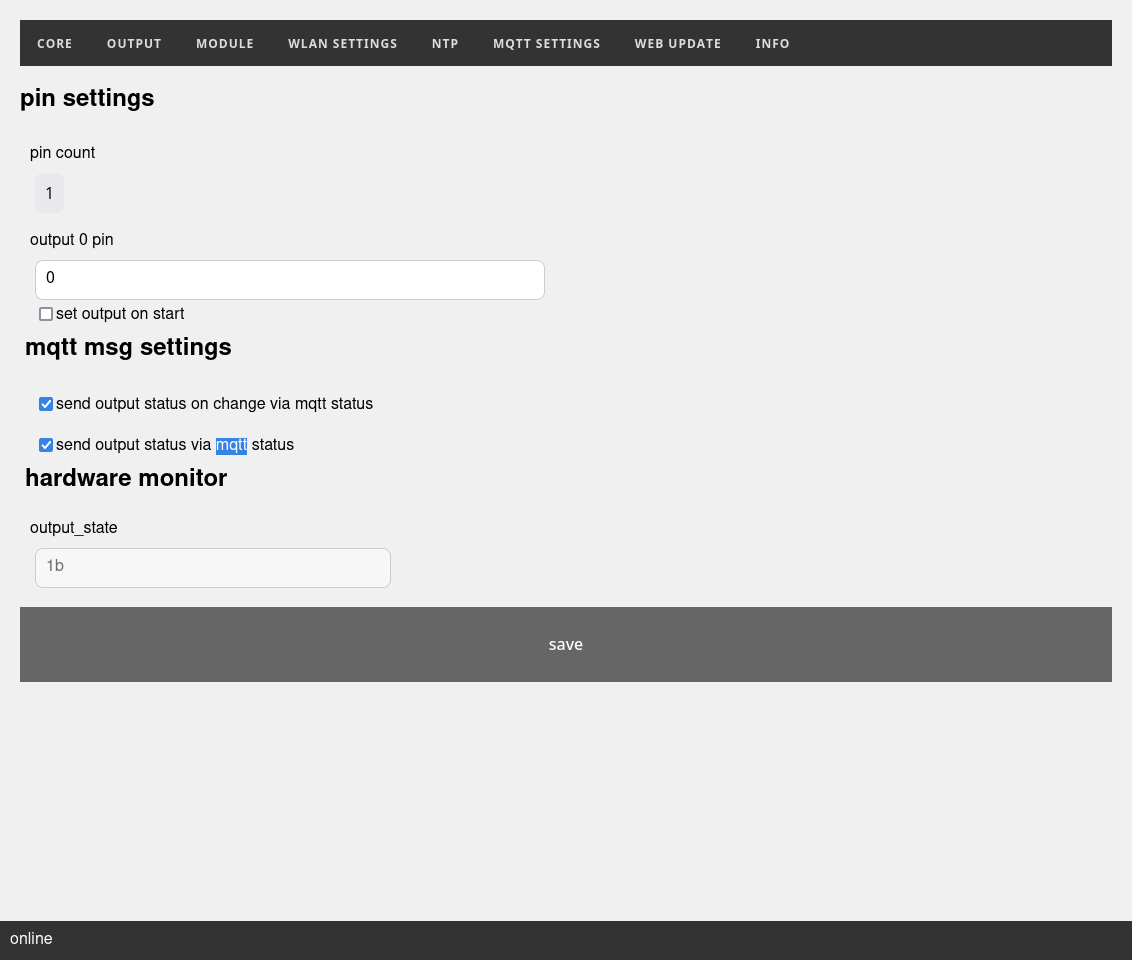 CORE OUTPUT MODULE WLAN SETTINGS NTP MQTT SETTINGS WEB UPDATE INFO
pin settings
pin count
1
output 0 pin
0
set output on start
mqtt msg settings
send output status on change via mqtt status
send output status via mqtt status
hardware monitor
output_state
1b
save
online